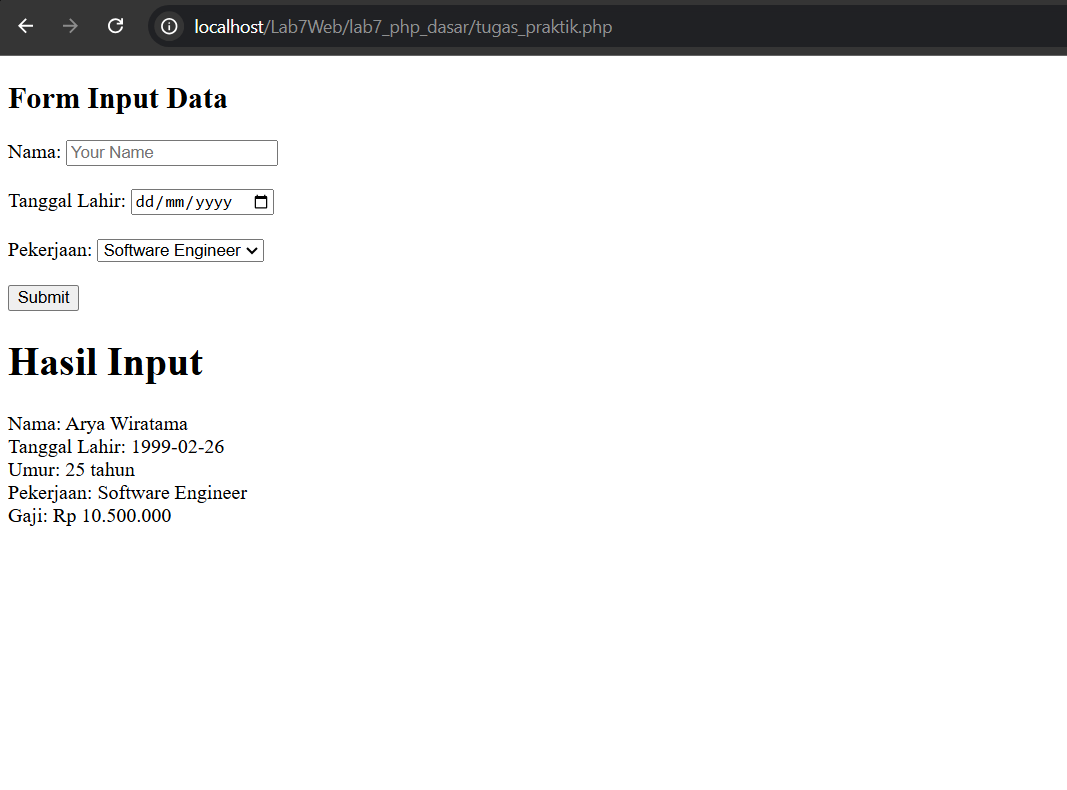 localhost/Lab7Web/lab7_php_dasar/tugas_praktik.php
Form Input Data
Nama: Your Name
Tanggal Lahir: dd/mm/yyyy
Pekerjaan: Software Engineer
Submit
Hasil Input
Nama: Arya Wiratama
Tanggal Lahir: 1999-02-26
Umur: 25 tahun
Pekerjaan: Software Engineer
Gaji: Rp 10.500.000